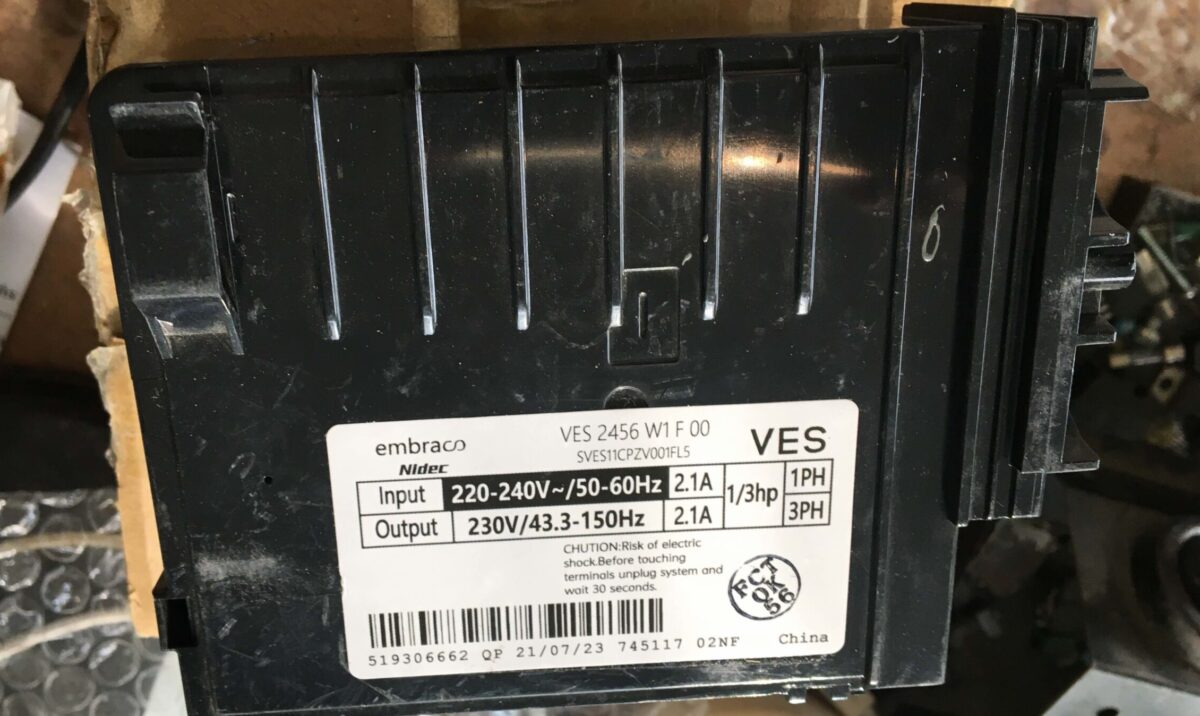 embraco
Nidec
VES 2456 W1 F 00
SVES11CPZV001FL5
VES
Input 220-240V~/50-60Hz 2.1A 1/3hp 1PH
Output 230V/43.3-150Hz 2.1A 3PH
CHUTION:Risk of electric
shock.Before touching
terminals unplug system and
wait 30 seconds.
FCT
OK
56
519306662 QP 21/07/23 745117 02NF China